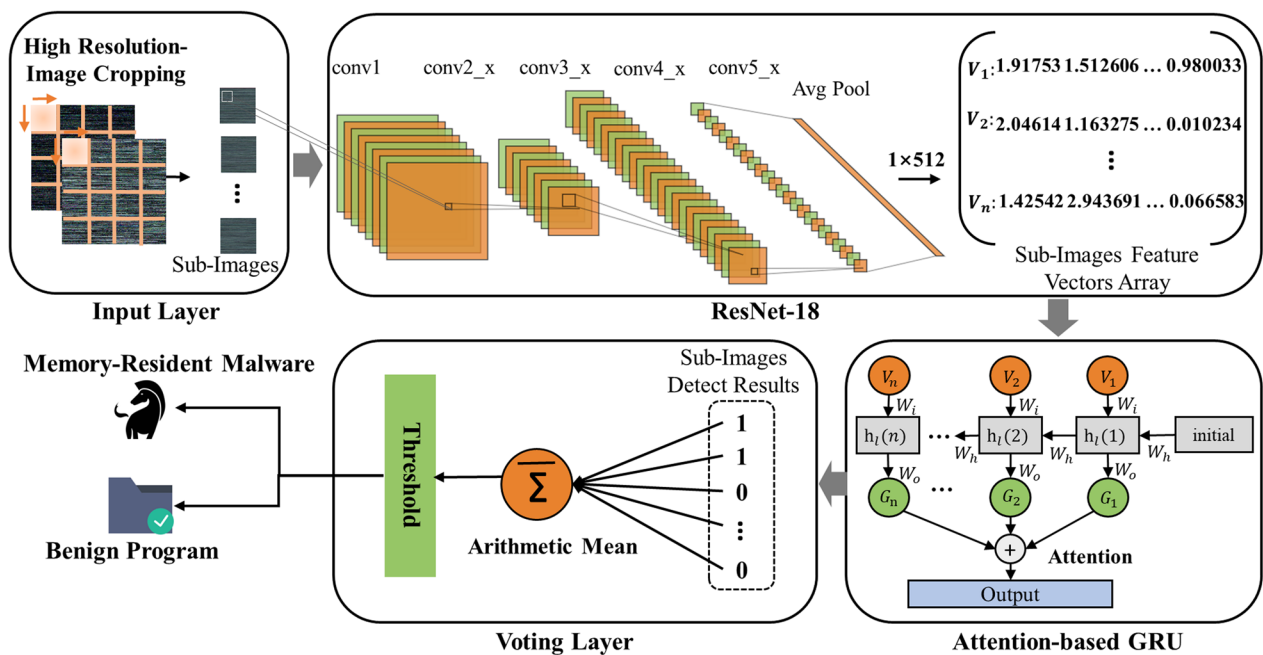 High Resolution-
Image Cropping
Sub-Images
Input Layer
conv1
conv2_x
conv3_x
conv4_x
conv5_x
Avg Pool
1×512
V1:1.91753 1.512606 … 0.980033
V2:2.04614 1.163275 … 0.010234
⋮
Vn:1.42542 2.943691 … 0.066583
Sub-Images Feature
Vectors Array
ResNet-18
Memory-Resident Malware
Benign Program
Threshold
Σ
Arithmetic Mean
Sub-Images
Detect Results
1
1
0
⋮
0
Voting Layer
Vn V2 V1
Wi Wi Wi
hl(n) … hl(2) hl(1) initial
Wh Wh Wh
Wo Wo Wo
Gn … G2 G1
+
Attention
Output
Attention-based GRU